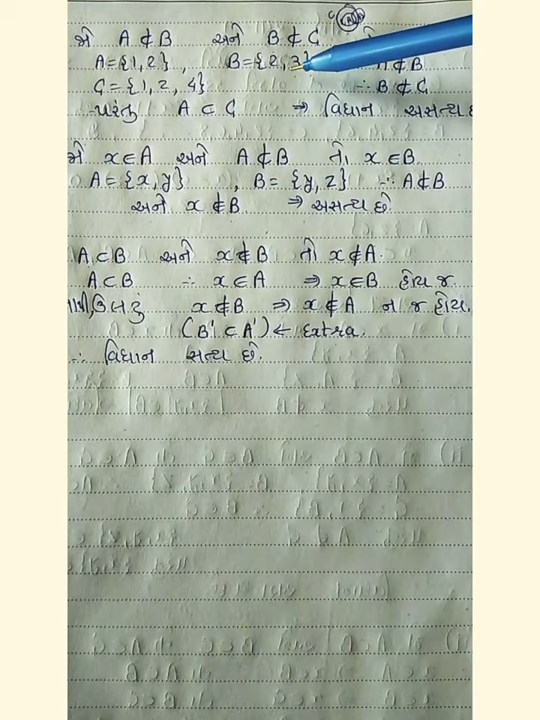 જો A ⊄ B અને B ⊄ C
A={1,2}, B={2,3} A⊄B
C={1, 2, 4} ∴ B ⊄ C
પરંતુ A ⊂ C ⇒ વિધાન અસત્ય છે
જો x∈A અને A⊄B તો x∈B.
A={x,y}, B={y,z} ∴ A⊄B
અને x∉B ⇒ અસત્ય છે.
A⊂B અને x∉B તો x∉A.
A⊂B ∴ x∈A ⇒ x∈B હોય જ.
x∉B ⇒ x∉A ન જ હોય.
(B' ⊂ A') ← Extra.
∴ વિધાન સત્ય છે.